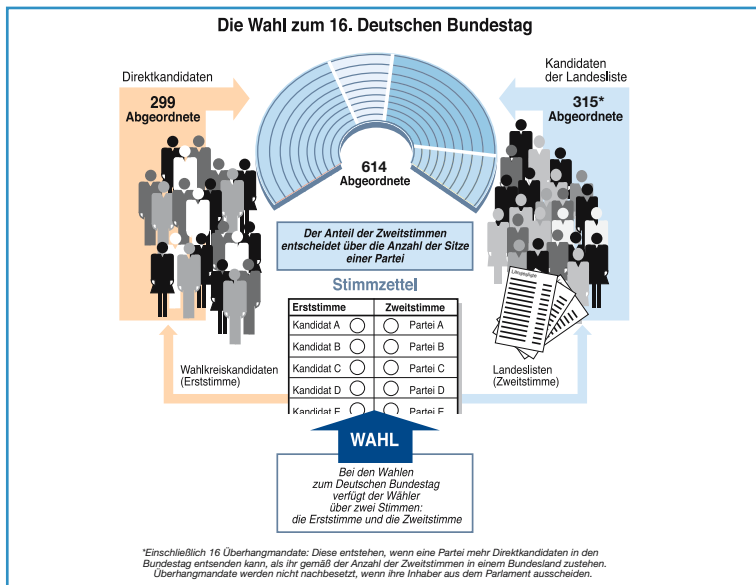 Die Wahl zum 16. Deutschen Bundestag
Direktkandidaten
299
Abgeordnete
Kandidaten
der Landesliste
315*
Abgeordnete
614
Abgeordnete
Der Anteil der Zweitstimmen
entscheidet über die Anzahl der Sitze
einer Partei
Stimmzettel
Erststimme Zweitstimme
Kandidat A Partei A
Kandidat B Partei B
Kandidat C Partei C
Kandidat D Partei D
Kandidat E Partei E
Wahlkreiskandidaten
(Erststimme)
Landesliste
Landeslisten
(Zweitstimme)
WAHL
Bei den Wahlen
zum Deutschen Bundestag
verfügt der Wähler
über zwei Stimmen:
die Erststimme und die Zweitstimme
*Einschließlich 16 Überhangmandate: Diese entstehen, wenn eine Partei mehr Direktkandidaten in den
Bundestag entsenden kann, als ihr gemäß der Anzahl der Zweitstimmen in einem Bundesland zustehen.
Überhangmandate werden nicht nachbesetzt, wenn ihre Inhaber aus dem Parlament ausscheiden.